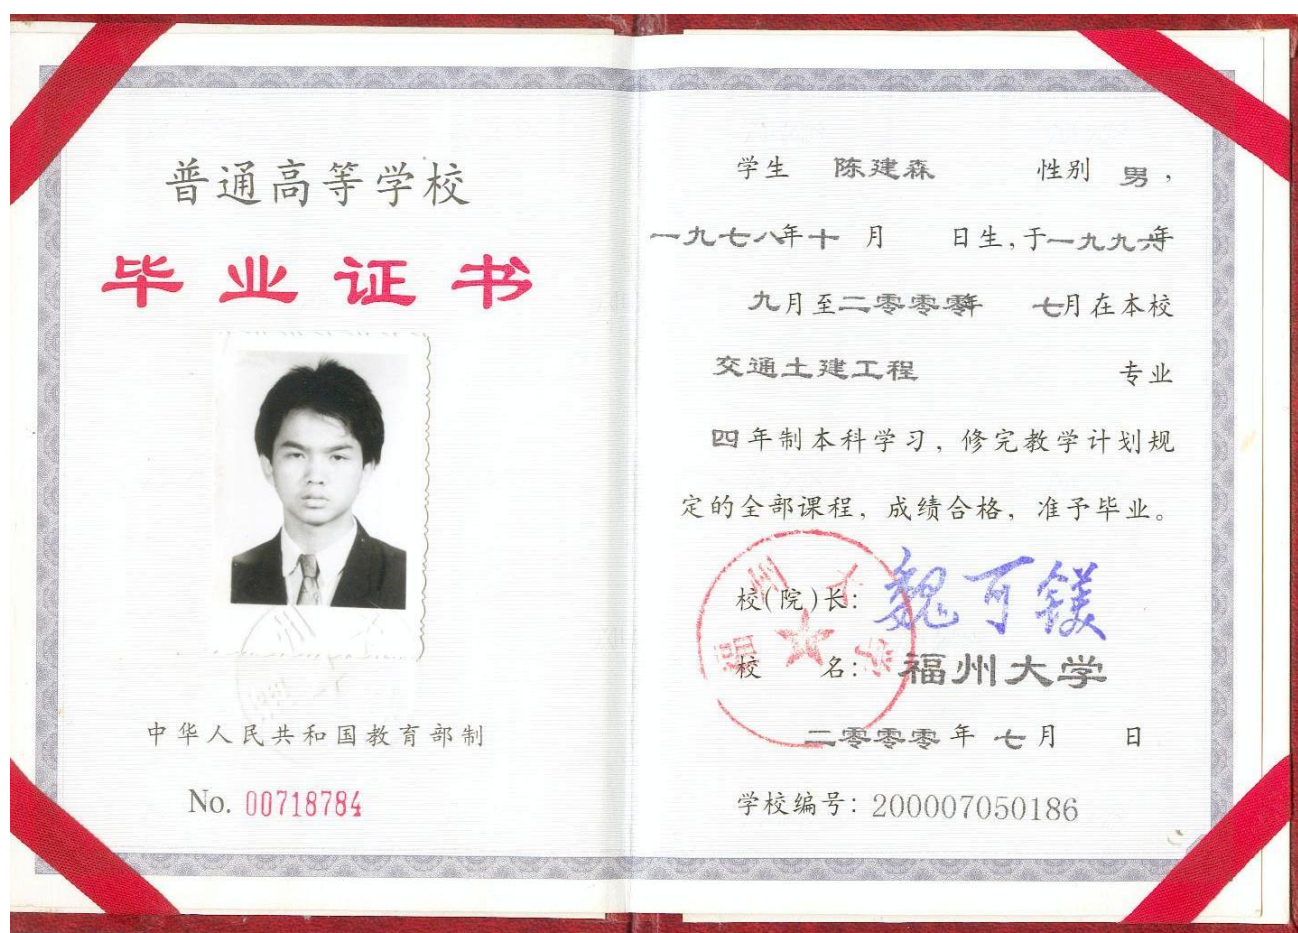 普通高等学校
毕业证书
中华人民共和国教育部制
No. 00718784
学生 陈建森 性别 男,
一九七八年十 月 日生,于一九九六年
九月至二零零零年 七月在本校
交通土建工程 专业
四年制本科学习,修完教学计划规
定的全部课程,成绩合格,准予毕业。
校(院)长: 魏可镁
校 名: 福州大学
福州大学
二零零零年 七月 日
学校编号: 200007050186